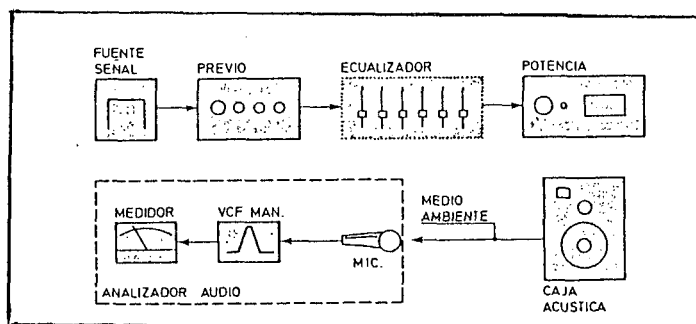 FUENTE
SEÑAL
PREVIO
ECUALIZADOR
POTENCIA
MEDIDOR
VCF MAN.
MIC.
MEDIO
AMBIENTE
ANALIZADOR AUDIO
CAJA
ACUSTICA